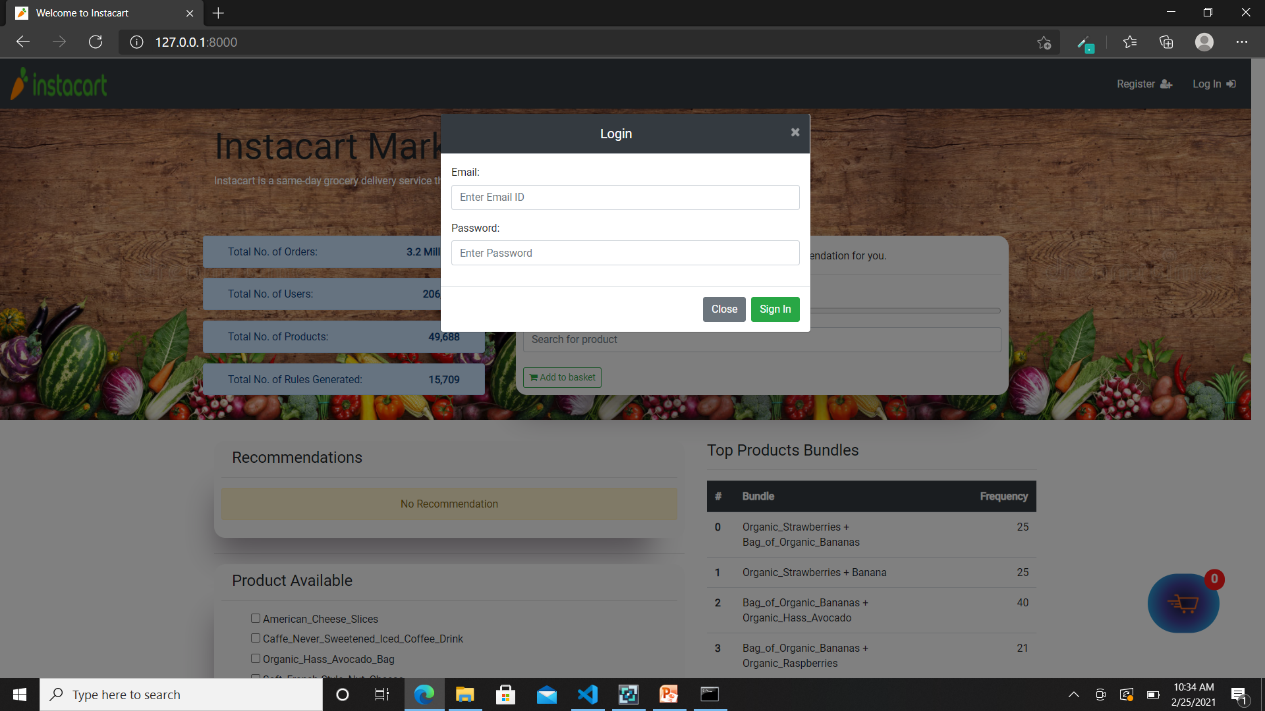 Welcome to Instacart
127.0.0.1:8000
instacart
Register
Log In
Instacart Mark
Instacart is a same-day grocery delivery service
Login
Email:
Enter Email ID
Password:
Enter Password
Close
Sign In
Total No. of Orders: 3.2
Total No. of Users: 206,
Total No. of Products: 49,688
Total No. of Rules Generated: 15,709
for you.
Search for product
Add to basket
Recommendations
No Recommendation
Product Available
American_Cheese_Slices
Caffe_Never_Sweetened_Iced_Coffee_Drink
Organic_Hass_Avocado_Bag
Top Products Bundles
# Bundle Frequency
0 Organic_Strawberries + 25
Bag_of_Organic_Bananas
1 Organic_Strawberries + Banana 25
2 Bag_of_Organic_Bananas + 40
Organic_Hass_Avocado
3 Bag_of_Organic_Bananas + 21
Organic_Raspberries
0
Type here to search
10:34 AM
2/25/2021
1